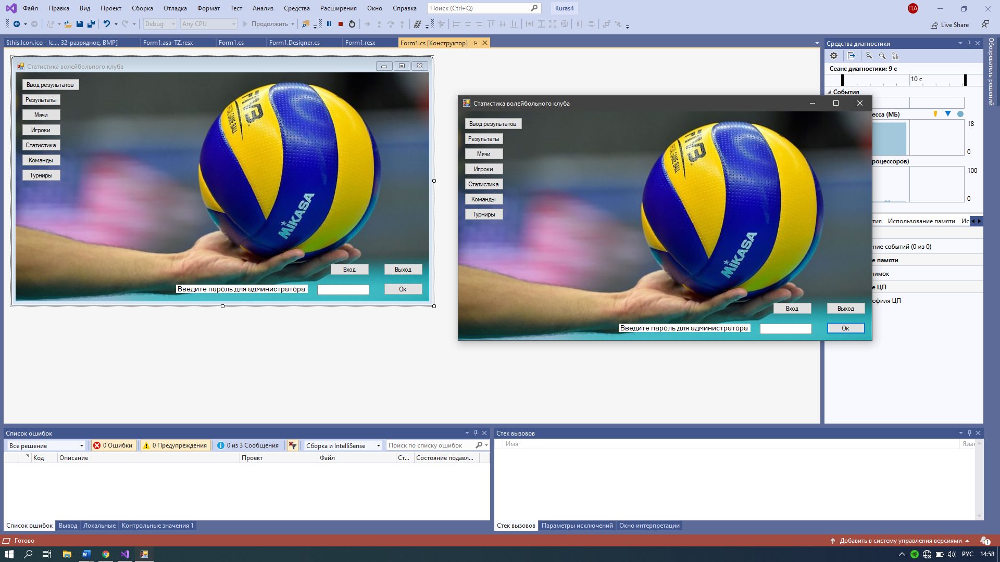 Файл Правка Вид Проект Сборка Отладка Формат Тест Анализ Средства Расширения Окно Справка Поиск (Ctrl+Q) Kuras4 ПА
Debug Any CPU Продолжить Live Share
$this.Icon.ico - Ic..., 32-разрядное, BMP] Form1.asa-TZ.resx Form1.cs Form1.Designer.cs Form1.resx Form1.cs [Конструктор]
Статистика волейбольного клуба
Ввод результатов
Результаты
Мячи
Игроки
Статистика
Команды
Турниры
OFFICIAL GAME BALL
MIKASA
Вход Выход
Введите пароль для администратора Ок
Статистика волейбольного клуба
Ввод результатов
Результаты
Мячи
Игроки
Статистика
Команды
Турниры
MIKASA
Вход Выход
Введите пароль для администратора Ок
Средства диагностики
Сеанс диагностики: 9 с
10 с
События
есса (МБ)
18
0
роцессоров)
100
0
тия Использование памяти Ис
ние событий (0 из 0)
е памяти
нимок
е ЦП
офиля ЦП
Обозреватель решений
Список ошибок
Все решение 0 Ошибки 0 Предупреждения 0 из 3 Сообщения Сборка и IntelliSense Поиск по списку ошибок
Код Описание Проект Файл Ст... Состояние подавл...
Список ошибок Вывод Локальные Контрольные значения 1
Стек вызовов
Имя Язык
Стек вызовов Параметры исключений Окно интерпретации
Готово Добавить в систему управления версиями 1
РУС 14:58